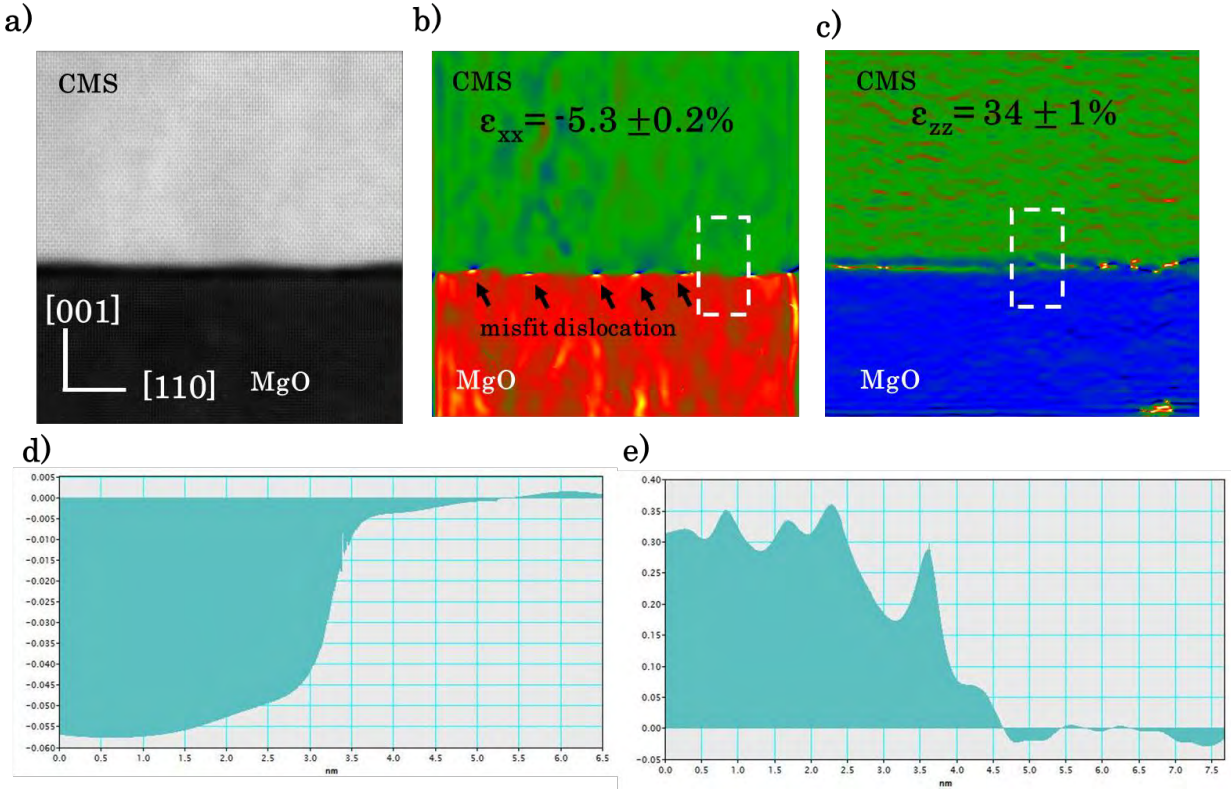 a)
CMS
[001]
[110]
MgO
b)
CMS
εxx= -5.3 ±0.2%
misfit dislocation
MgO
c)
CMS
εzz= 34 ± 1%
MgO
d)
0.005
0.000
−0.005
−0.010
−0.015
−0.020
−0.025
−0.030
−0.035
−0.040
−0.045
−0.050
−0.055
−0.060
0.0 0.5 1.0 1.5 2.0 2.5 3.0 3.5 4.0 4.5 5.0 5.5 6.0 6.5
nm
e)
0.40
0.35
0.30
0.25
0.20
0.15
0.10
0.05
0.00
−0.05
0.0 0.5 1.0 1.5 2.0 2.5 3.0 3.5 4.0 4.5 5.0 5.5 6.0 6.5 7.0 7.5
nm